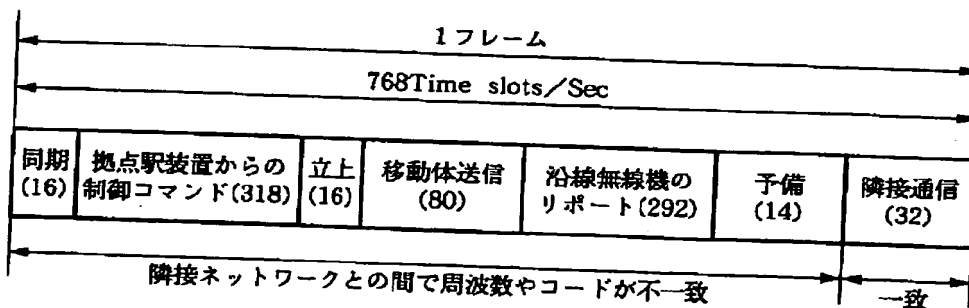 1フレーム
768Time slots/Sec
同期
(16)
拠点駅装置からの
制御コマンド(318)
立上
(16)
移動体送信
(80)
沿線無線機の
リポート(292)
予備
(14)
隣接通信
(32)
隣接ネットワークとの間で周波数やコードが不一致
一致